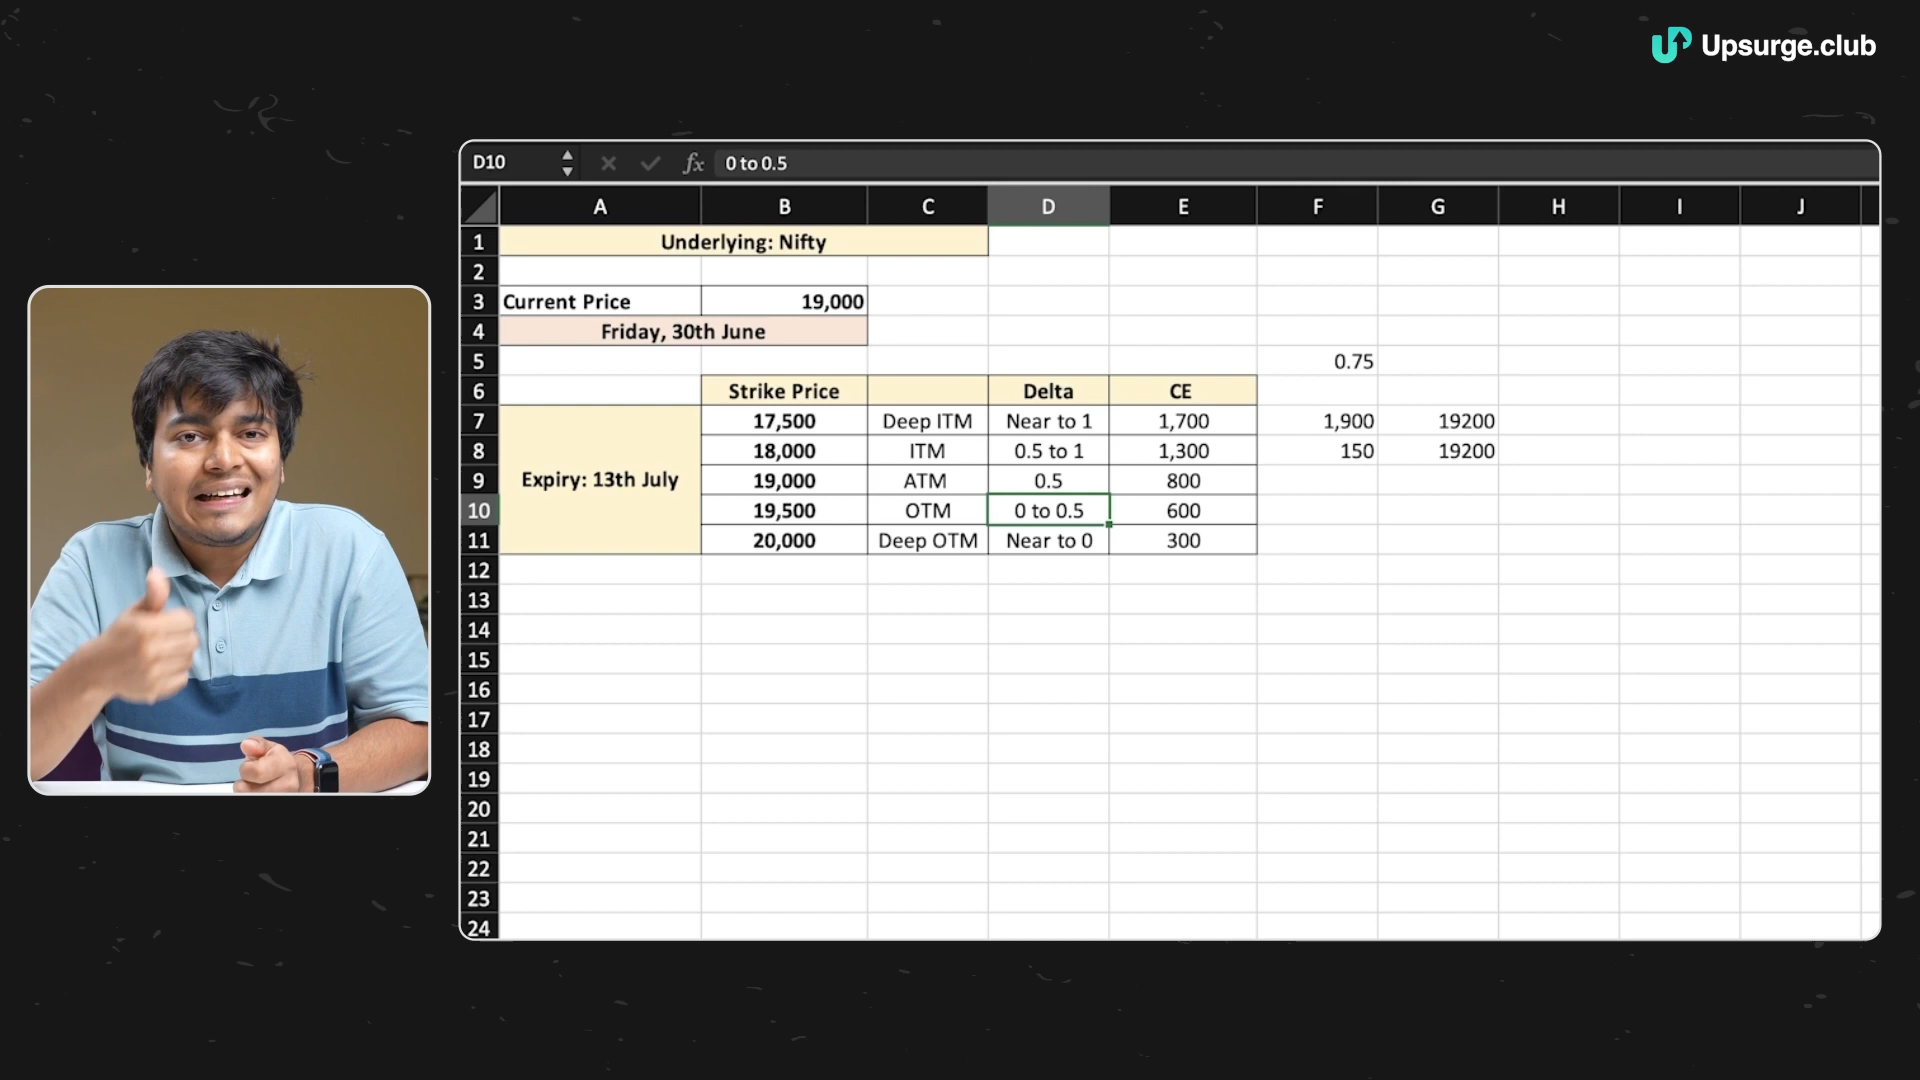 Upsurge.club
D10 fx 0 to 0.5
A B C D E F G H I J
1 Underlying: Nifty
2
3 Current Price 19,000
4 Friday, 30th June
5 0.75
6 Strike Price Delta CE
7 17,500 Deep ITM Near to 1 1,700 1,900 19200
8 18,000 ITM 0.5 to 1 1,300 150 19200
9 Expiry: 13th July 19,000 ATM 0.5 800
10 19,500 OTM 0 to 0.5 600
11 20,000 Deep OTM Near to 0 300
12
13
14
15
16
17
18
19
20
21
22
23
24